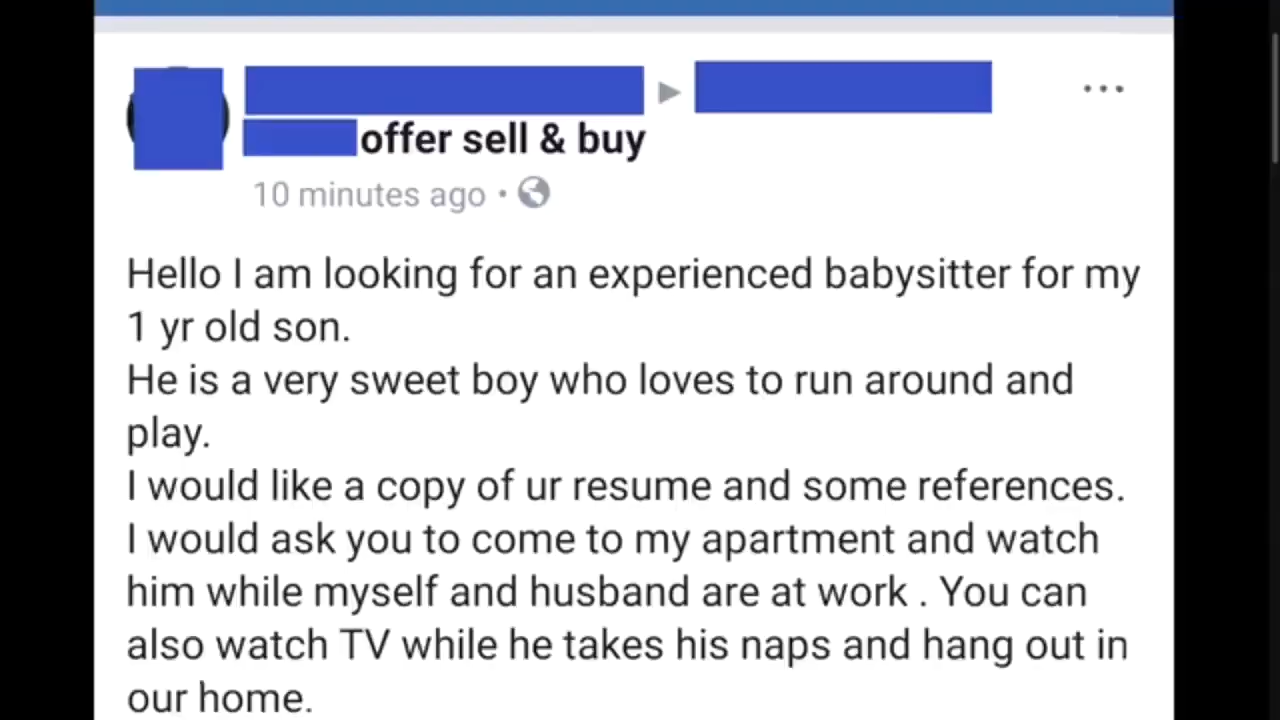 offer sell & buy
10 minutes ago •
Hello I am looking for an experienced babysitter for my
1 yr old son.
He is a very sweet boy who loves to run around and
play.
I would like a copy of ur resume and some references.
I would ask you to come to my apartment and watch
him while myself and husband are at work . You can
also watch TV while he takes his naps and hang out in
our home.